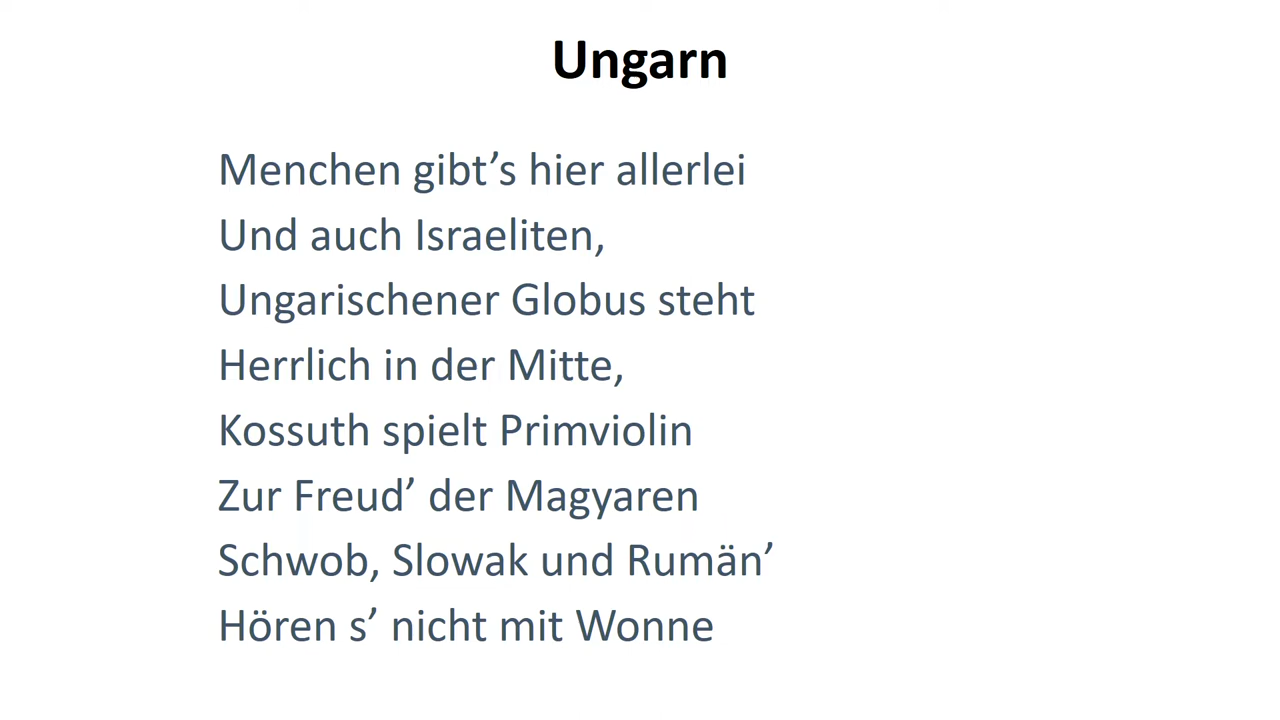 Ungarn
Menchen gibt’s hier allerlei
Und auch Israeliten,
Ungarischener Globus steht
Herrlich in der Mitte,
Kossuth spielt Primviolin
Zur Freud’ der Magyaren
Schwob, Slowak und Rumän’
Hören s’ nicht mit Wonne